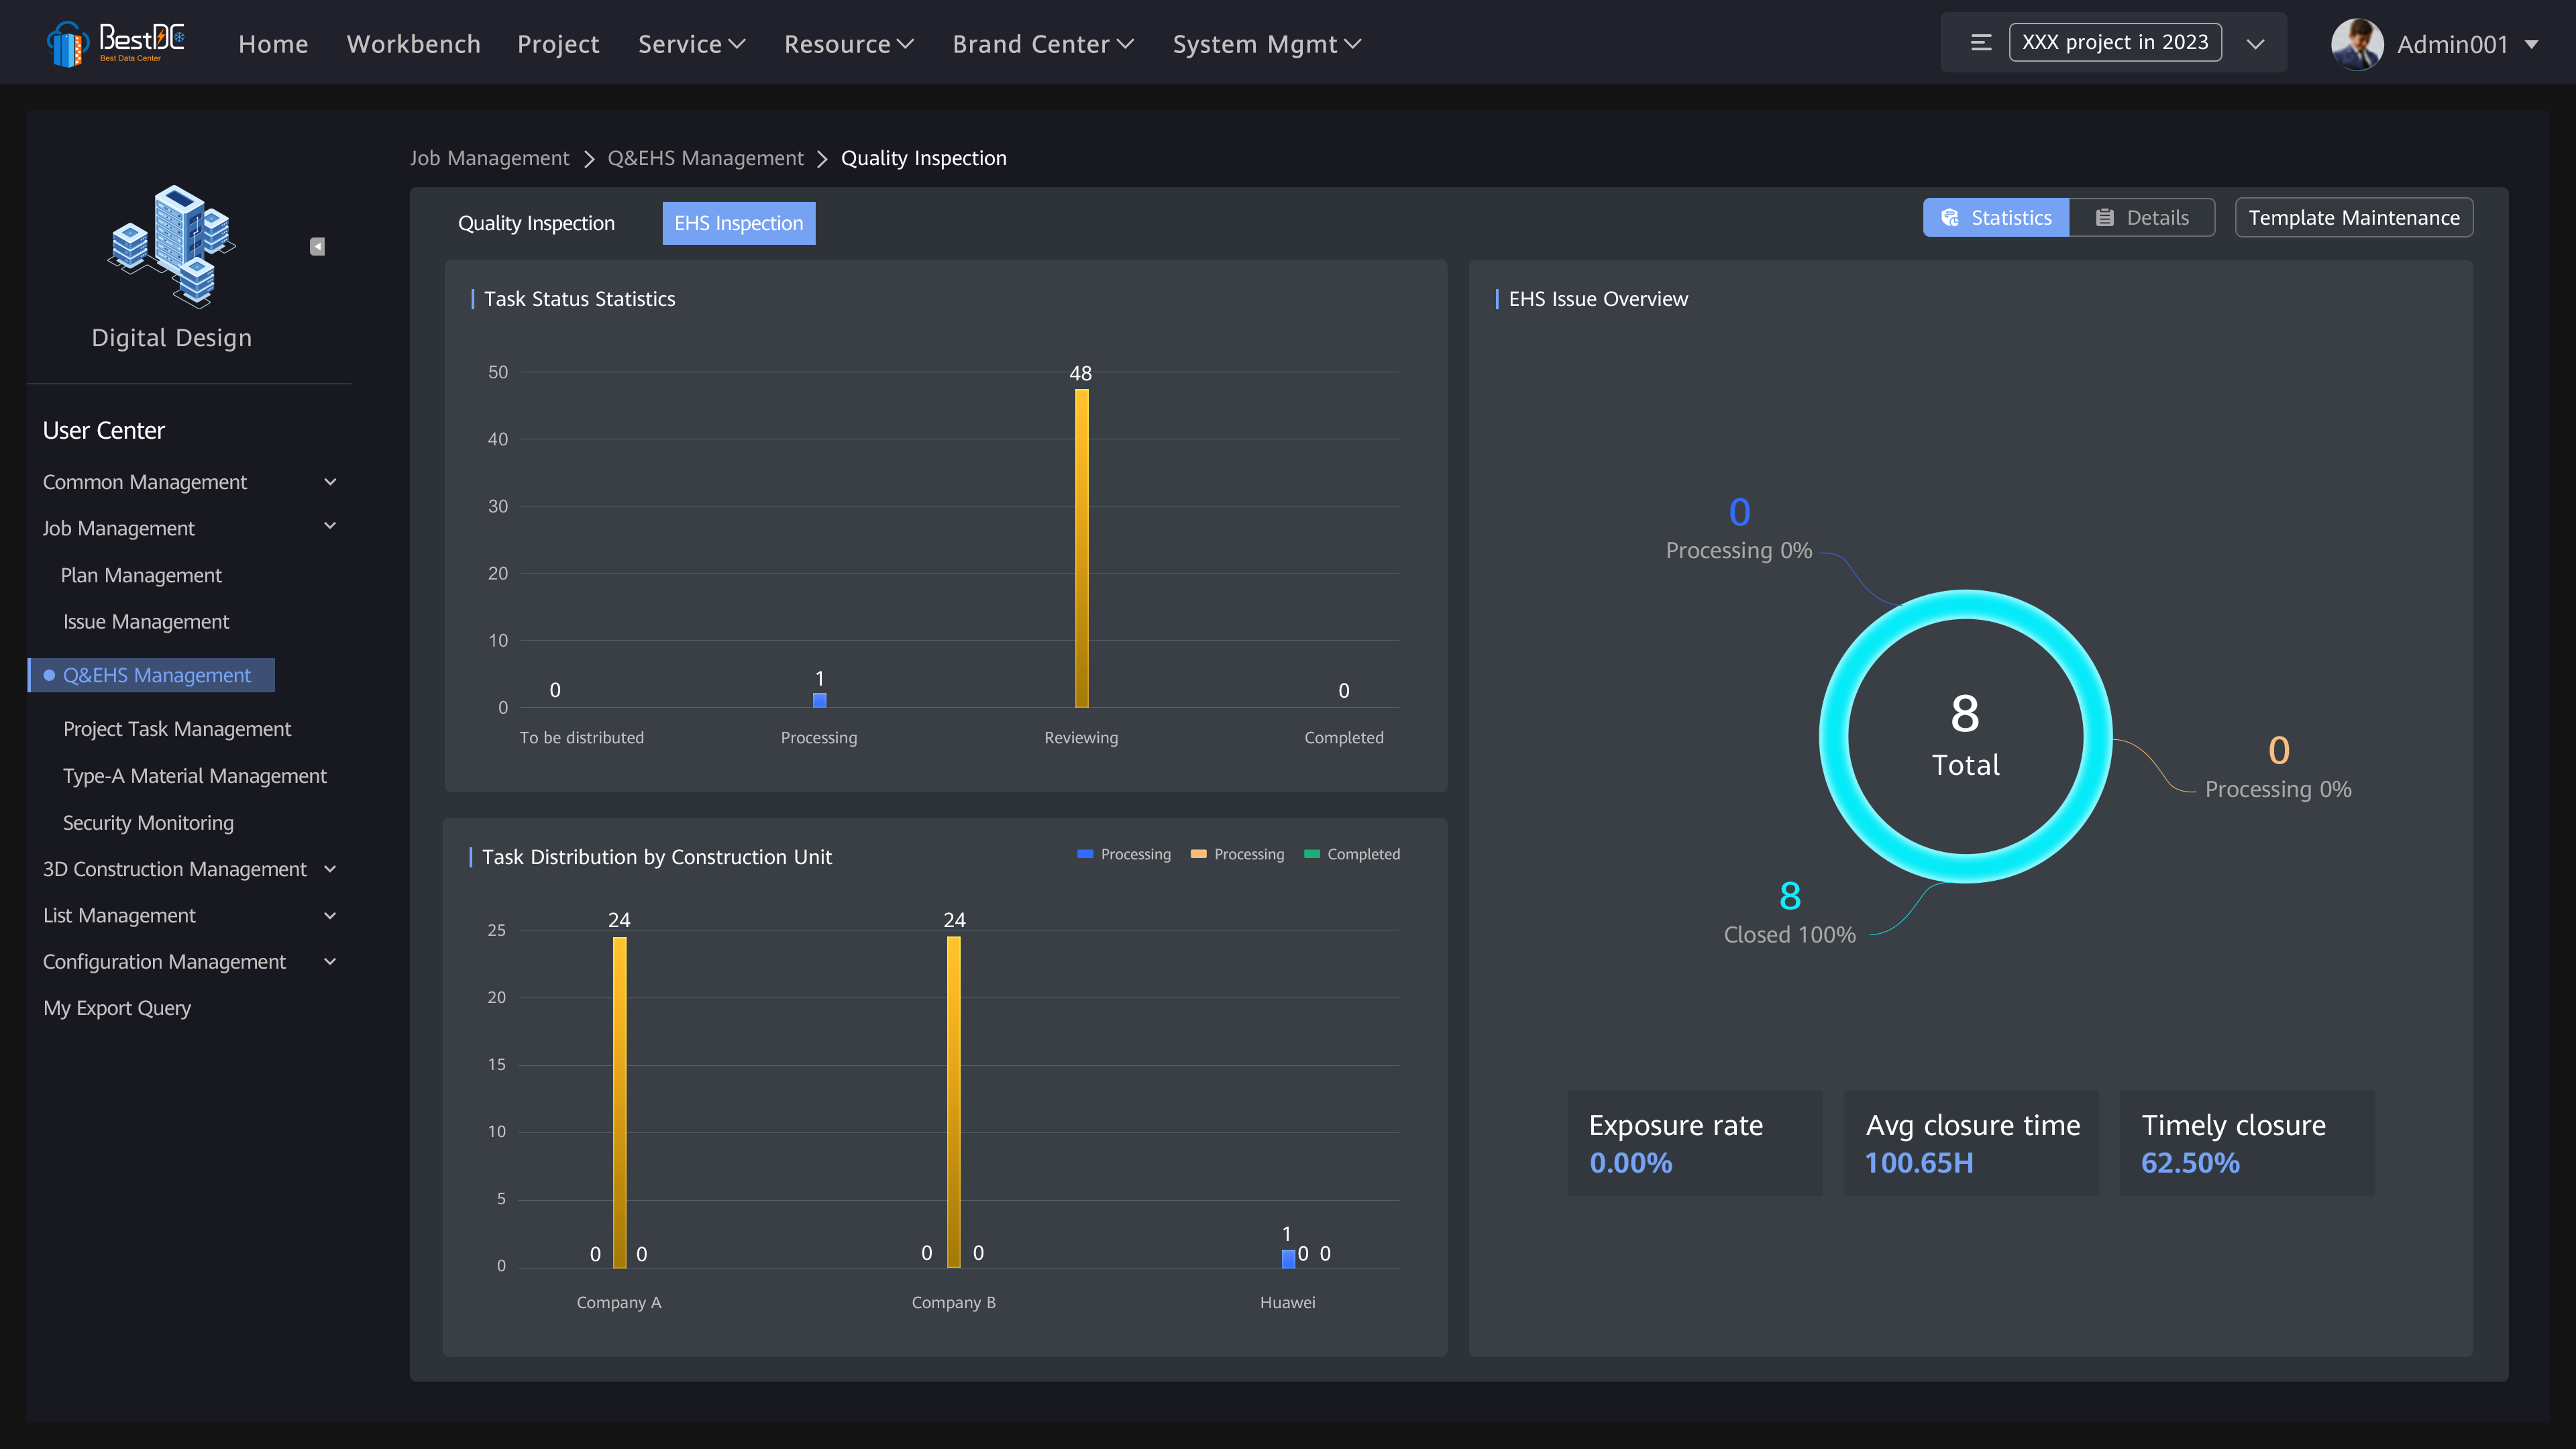 BestDC
Best Data Center
Home
Workbench
Project
Service
Resource
Brand Center
System Mgmt
XXX project in 2023
Admin001
Digital Design
User Center
Common Management
Job Management
Plan Management
Issue Management
Q&EHS Management
Project Task Management
Type-A Material Management
Security Monitoring
3D Construction Management
List Management
Configuration Management
My Export Query
Job Management
Q&EHS Management
Quality Inspection
Quality Inspection
EHS Inspection
Statistics
Details
Template Maintenance
Task Status Statistics
50
40
30
20
10
0
0
1
48
0
To be distributed
Processing
Reviewing
Completed
Task Distribution by Construction Unit
Processing
Processing
Completed
25
20
15
10
5
0
24
0
0
24
0
0
1
0
0
Company A
Company B
Huawei
EHS Issue Overview
0
Processing 0%
8
Total
0
Processing 0%
8
Closed 100%
Exposure rate
0.00%
Avg closure time
100.65H
Timely closure
62.50%